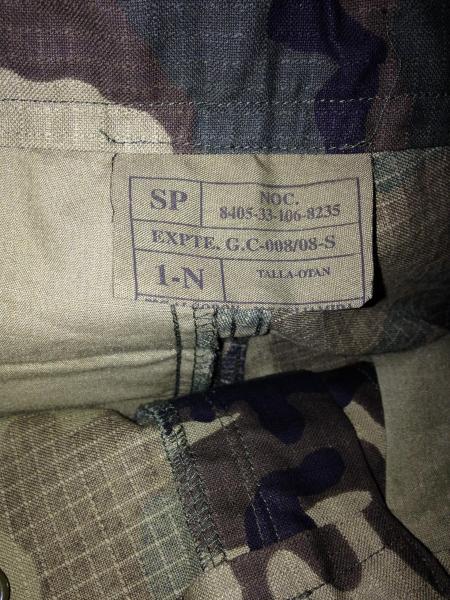 SP
NOC.
8405-33-106-8235
EXPTE. G.C-008/08-S
1-N
TALLA-OTAN